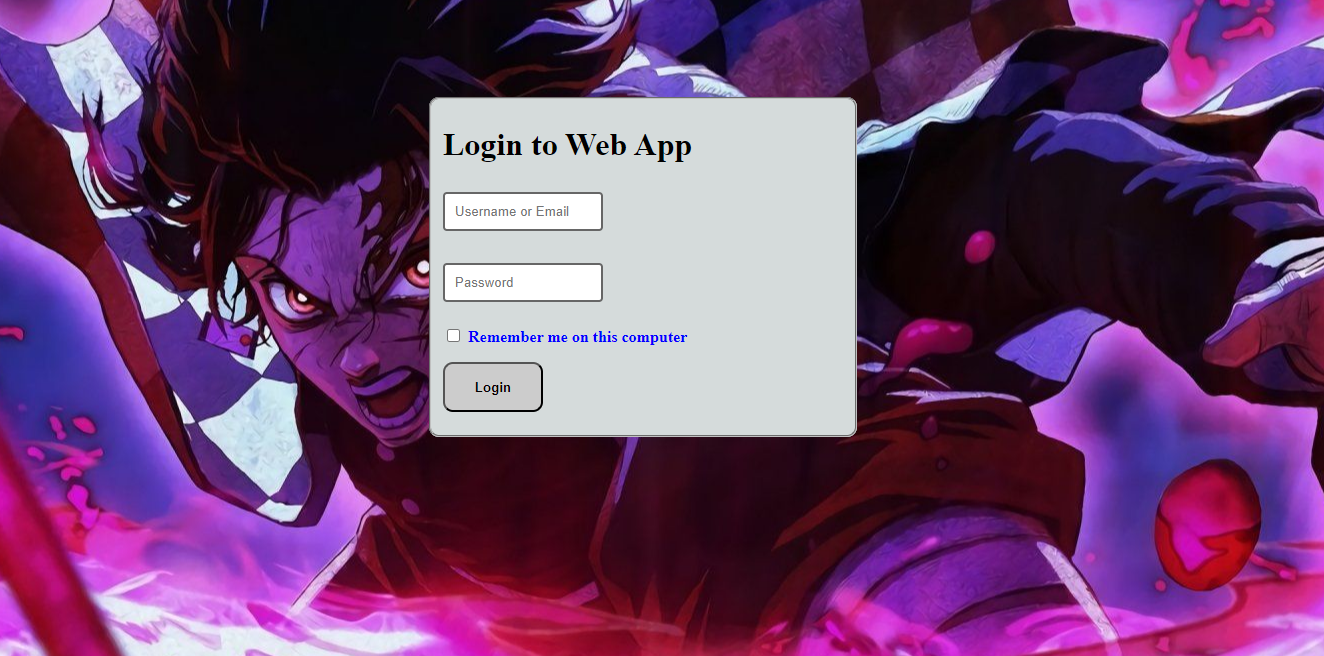 Login to Web App
Username or Email
Password
Remember me on this computer
Login